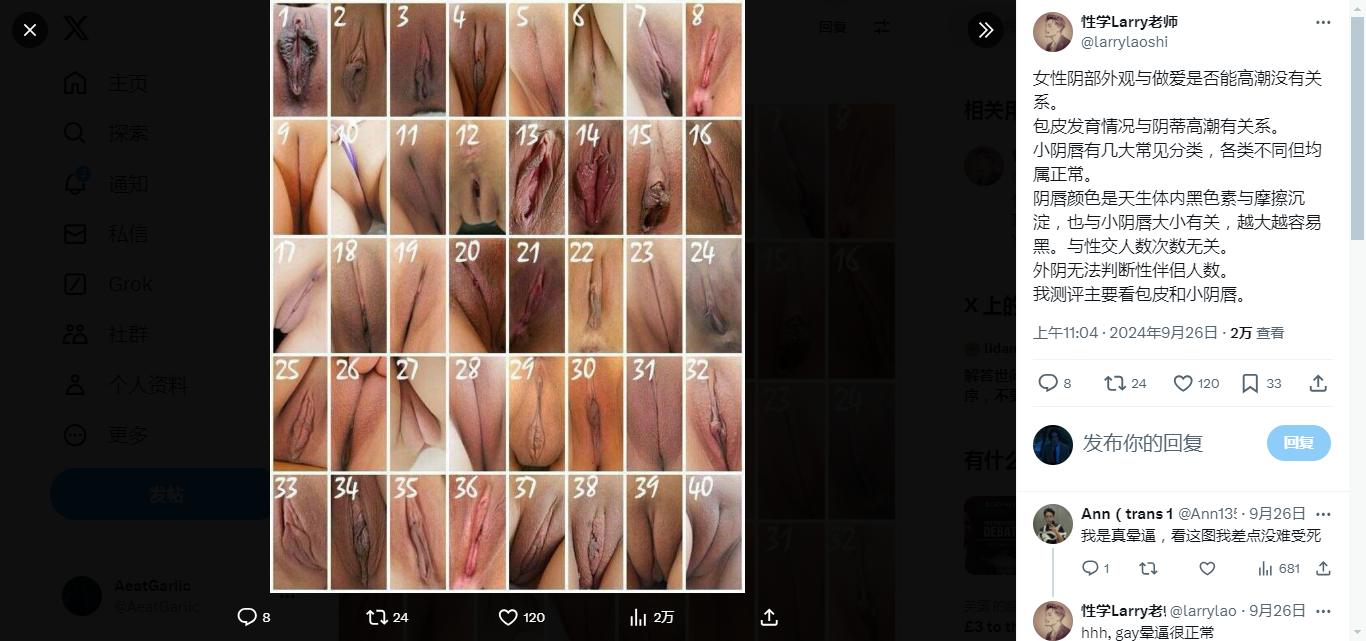 主页
探索
通知
2
私信
Grok
社群
个人资料
更多
发帖
AeatGarlic
@AeatGarlic
回复
1 2 3 4 5 6 7 8
9 10 11 12 13 14 15 16
17 18 19 20 21 22 23 24
25 26 27 28 29 30 31 32
33 34 35 36 37 38 39 40
8 24 120 2万
性学Larry老师
@larrylaoshi
女性阴部外观与做爱是否能高潮没有关
系。
包皮发育情况与阴蒂高潮有关系。
小阴唇有几大常见分类，各类不同但均
属正常。
阴唇颜色是天生体内黑色素与摩擦沉
淀，也与小阴唇大小有关，越大越容易
黑。与性交人数次数无关。
外阴无法判断性伴侣人数。
我测评主要看包皮和小阴唇。
上午11:04 · 2024年9月26日 · 2万 查看
8 24 120 33
发布你的回复
回复
Ann ( trans 1 @Ann135 · 9月26日
我是真晕逼，看这图我差点没难受死
1 681
性学Larry老! @larrylao · 9月26日
hhh, gay晕逼很正常